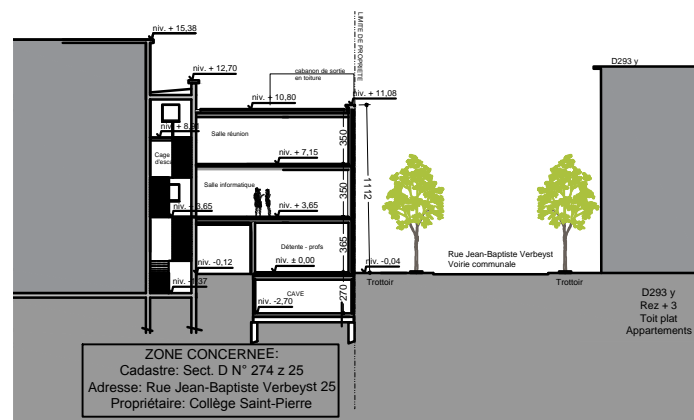 niv. + 15,38
LIMITE DE PROPRIETE
D293 y
niv. + 12,70
cabanon de sortie
en toiture
niv. + 10,80
niv. + 11,08
Salle réunion
350
niv. + 7,15
Cage
Salle informatique
350
1112
niv. + 3,65
Détente - profs
365
niv. -0,12
niv. ± 0,00
niv. -0,04
Rue Jean-Baptiste Verbeyst
Voirie communale
Trottoir
Trottoir
CAVE
niv. -2,70
270
D293 y
Rez + 3
Toit plat
Appartements
ZONE CONCERNEE:
Cadastre: Sect. D N° 274 z 25
Adresse: Rue Jean-Baptiste Verbeyst 25
Propriétaire: Collège Saint-Pierre